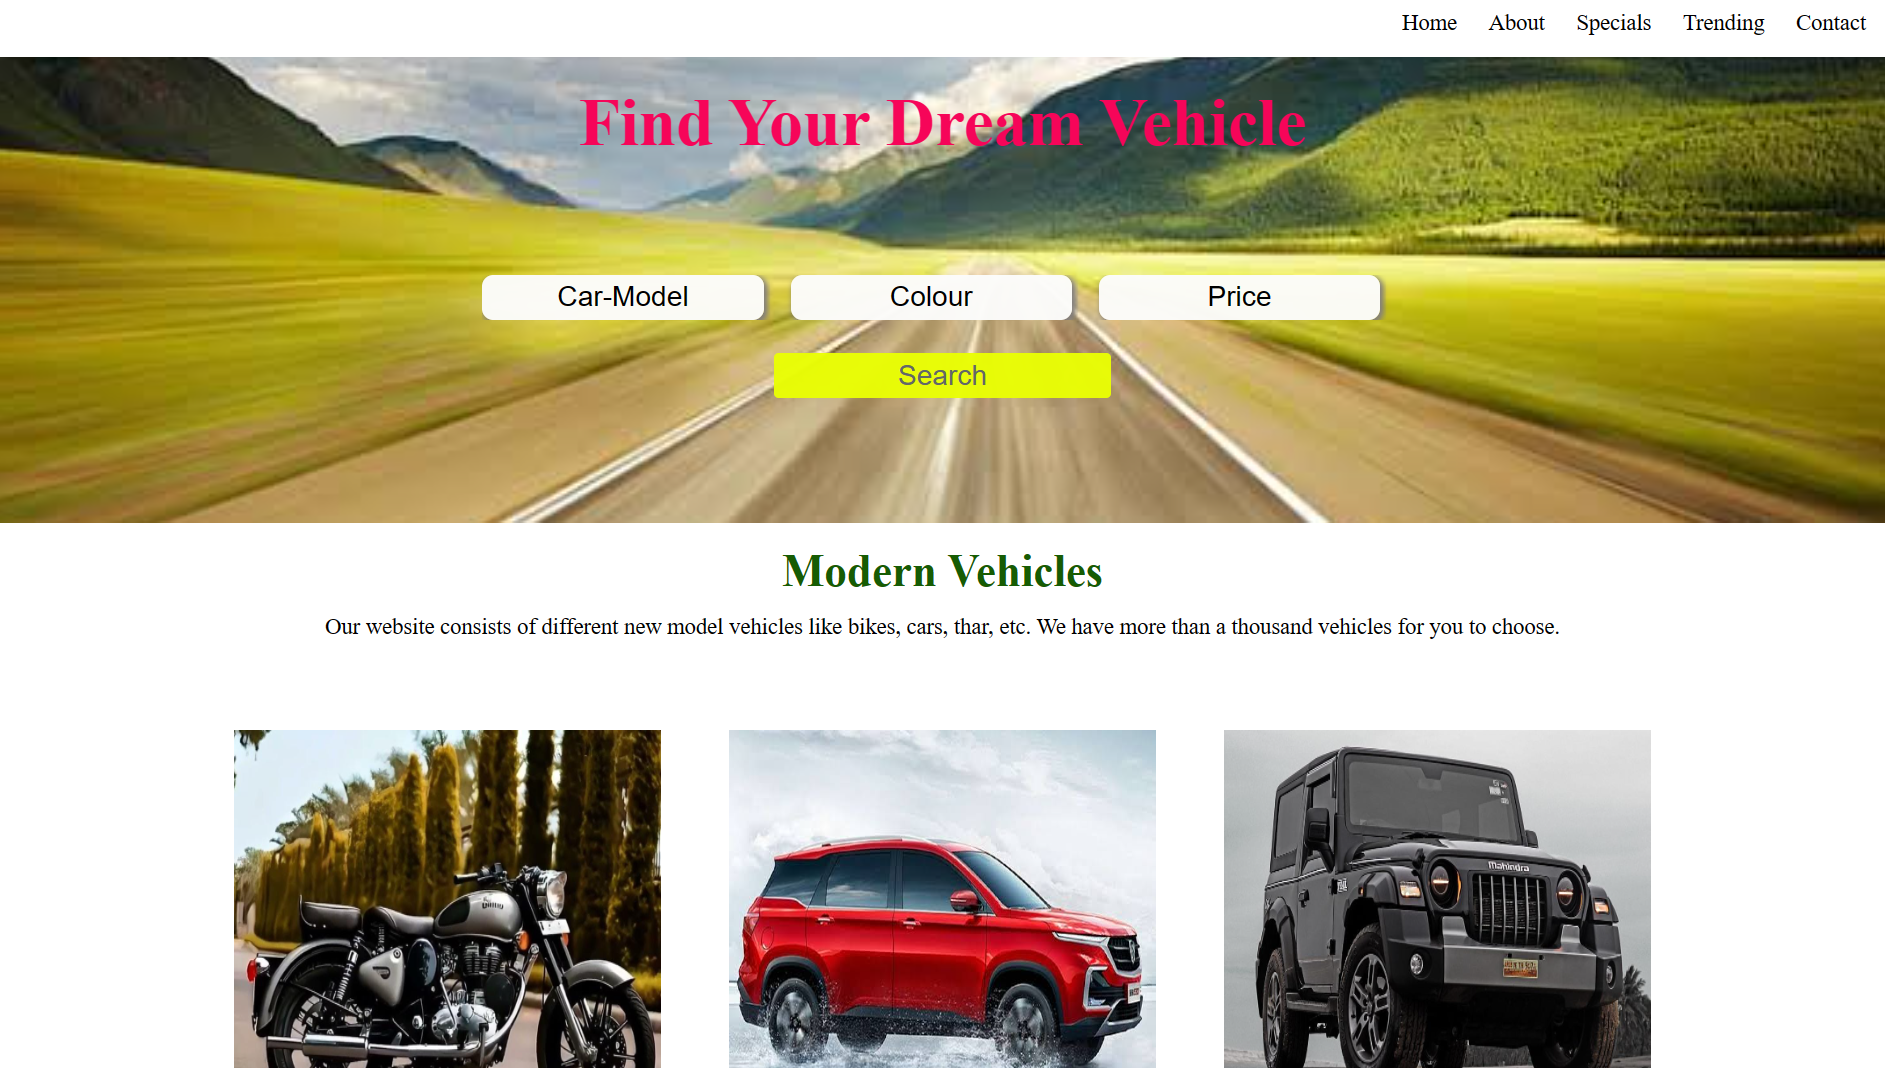 Home About Specials Trending Contact
Find Your Dream Vehicle
Car-Model Colour Price
Search
Modern Vehicles
Our website consists of different new model vehicles like bikes, cars, thar, etc. We have more than a thousand vehicles for you to choose.
Mahindra